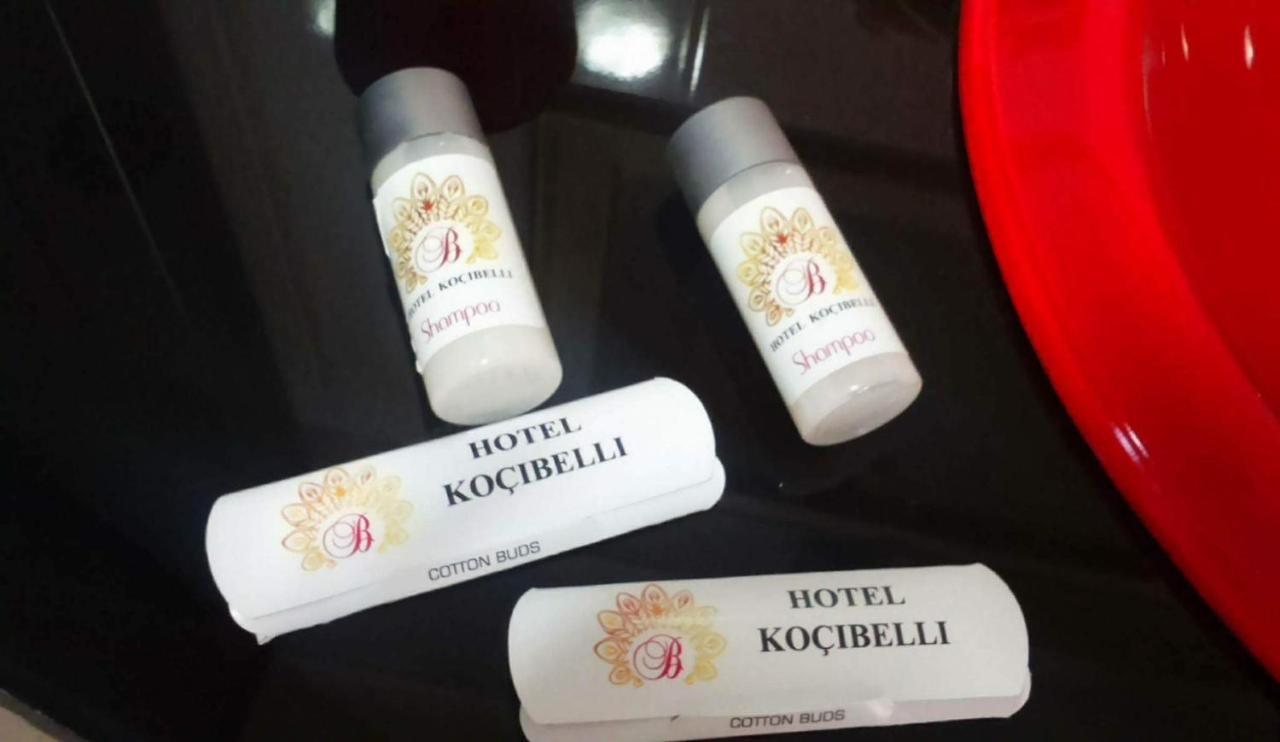 B
HOTEL KOÇIBELLI
Shampoo
B
HOTEL KOÇIBELLI
Shampoo
HOTEL
KOÇIBELLI
B
COTTON BUDS
HOTEL
KOÇIBELLI
B
COTTON BUDS